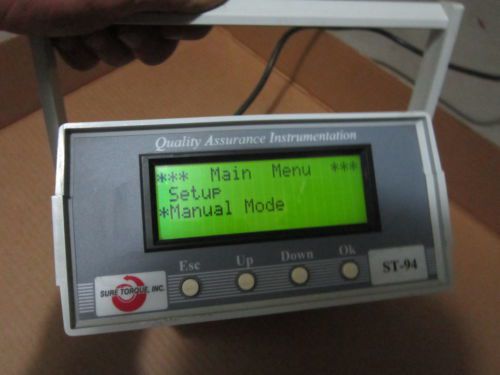 Quality Assurance Instrumentation
*** Main Menu ***
Setup
*Manual Mode
Esc Up Down Ok
SURE TORQUE, INC.
ST-94